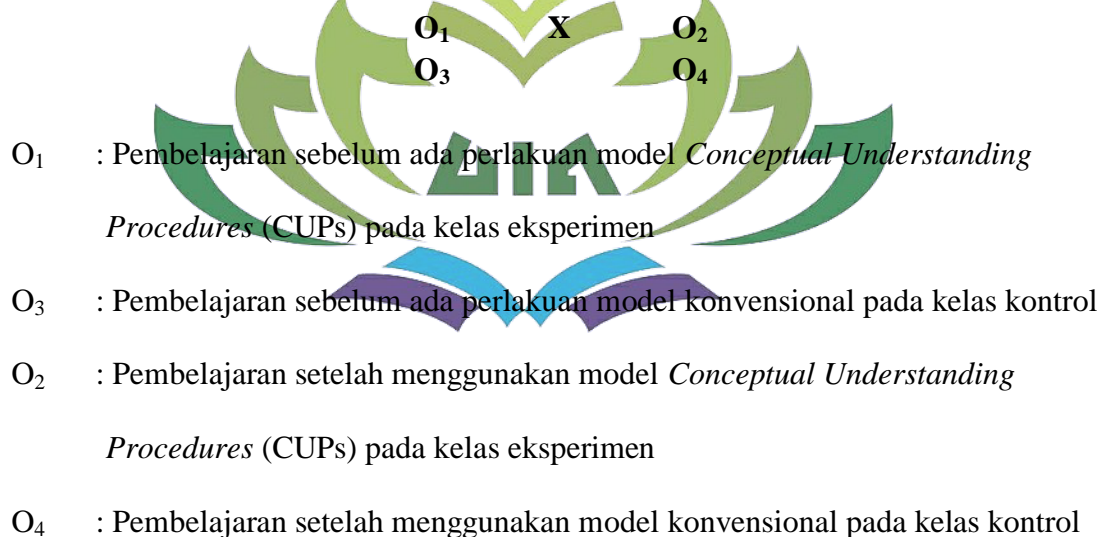 O₁ X O₂
O₃ O₄
O₁ : Pembelajaran sebelum ada perlakuan model Conceptual Understanding
Procedures (CUPs) pada kelas eksperimen
O₃ : Pembelajaran sebelum ada perlakuan model konvensional pada kelas kontrol
O₂ : Pembelajaran setelah menggunakan model Conceptual Understanding
Procedures (CUPs) pada kelas eksperimen
O₄ : Pembelajaran setelah menggunakan model konvensional pada kelas kontrol